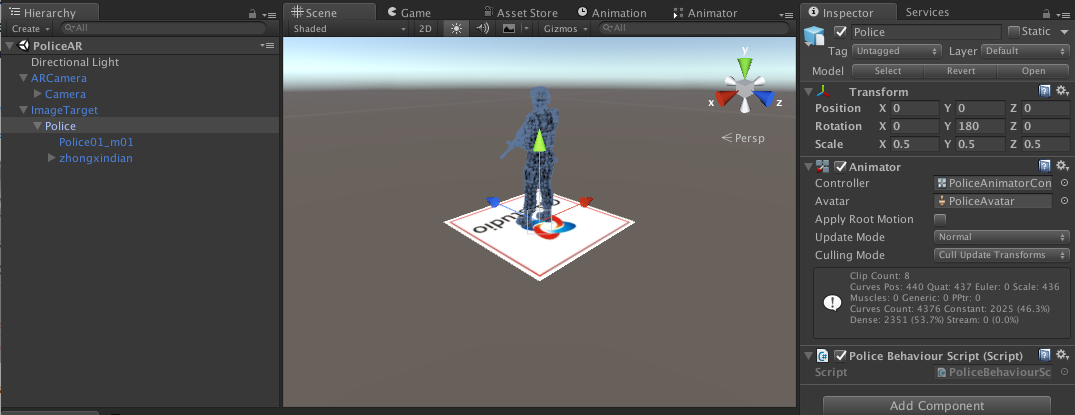 Hierarchy
Create
All
PoliceAR
Directional Light
ARCamera
Camera
ImageTarget
Police
Police01_m01
zhongxindian
Scene
Game
Asset Store
Animation
Animator
Shaded
2D
Gizmos
All
y
x
z
Persp
studio
Inspector
Services
Police
Static
Tag Untagged Layer Default
Model Select Revert Open
Transform
Position X 0 Y 0 Z 0
Rotation X 0 Y 180 Z 0
Scale X 0.5 Y 0.5 Z 0.5
Animator
Controller PoliceAnimatorCon
Avatar PoliceAvatar
Apply Root Motion
Update Mode Normal
Culling Mode Cull Update Transforms
Clip Count: 8
Curves Pos: 440 Quat: 437 Euler: 0 Scale: 436
Muscles: 0 Generic: 0 PPtr: 0
Curves Count: 4376 Constant: 2025 (46.3%)
Dense: 2351 (53.7%) Stream: 0 (0.0%)
Police Behaviour Script (Script)
Script PoliceBehaviourSc
Add Component